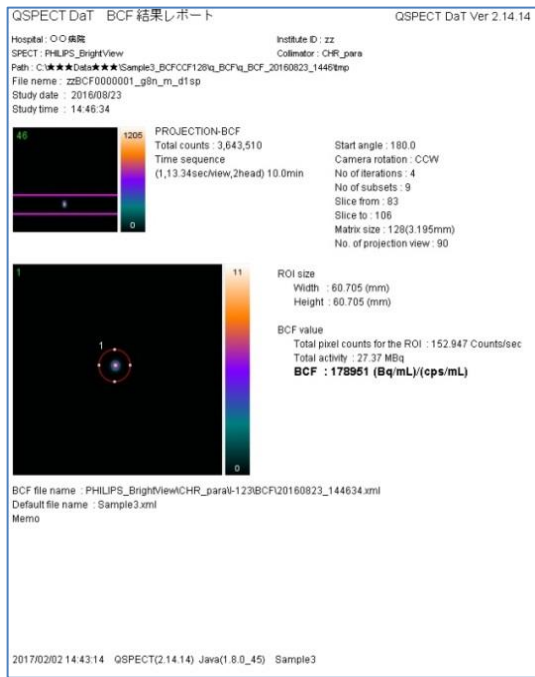 QSPECT DaT BCF 結果レポート QSPECT DaT Ver 2.14.14
Hospital : 〇〇病院 Institute ID : zz
SPECT : PHILIPS_BrightView Collimator : CHR_para
Path : C:\★★★Data★★★\Sample3_BCFCCF128\q_BCF\q_BCF_20160823_1446\tmp
File neme : zzBCF0000001_g8n_m_d1sp
Study date : 2016/08/23
Study time : 14:46:34
46 1205
0
PROJECTION-BCF
Total counts : 3,643,510
Time sequence
(1,13.34sec/view,2head) 10.0min
Start angle : 180.0
Camera rotation : CCW
No of iterations : 4
No of subsets : 9
Slice from : 83
Slice to : 106
Matrix size : 128(3.195mm)
No. of projection view : 90
1 11
1
0
ROI size
Width : 60.705 (mm)
Height : 60.705 (mm)
BCF value
Total pixel counts for the ROI : 152.947 Counts/sec
Total activity : 27.37 MBq
BCF : 178951 (Bq/mL)/(cps/mL)
BCF file name : PHILIPS_BrightView\CHR_para\I-123\BCF\20160823_144634.xml
Default file name : Sample3.xml
Memo
2017/02/02 14:43:14 QSPECT(2.14.14) Java(1.8.0_45) Sample3